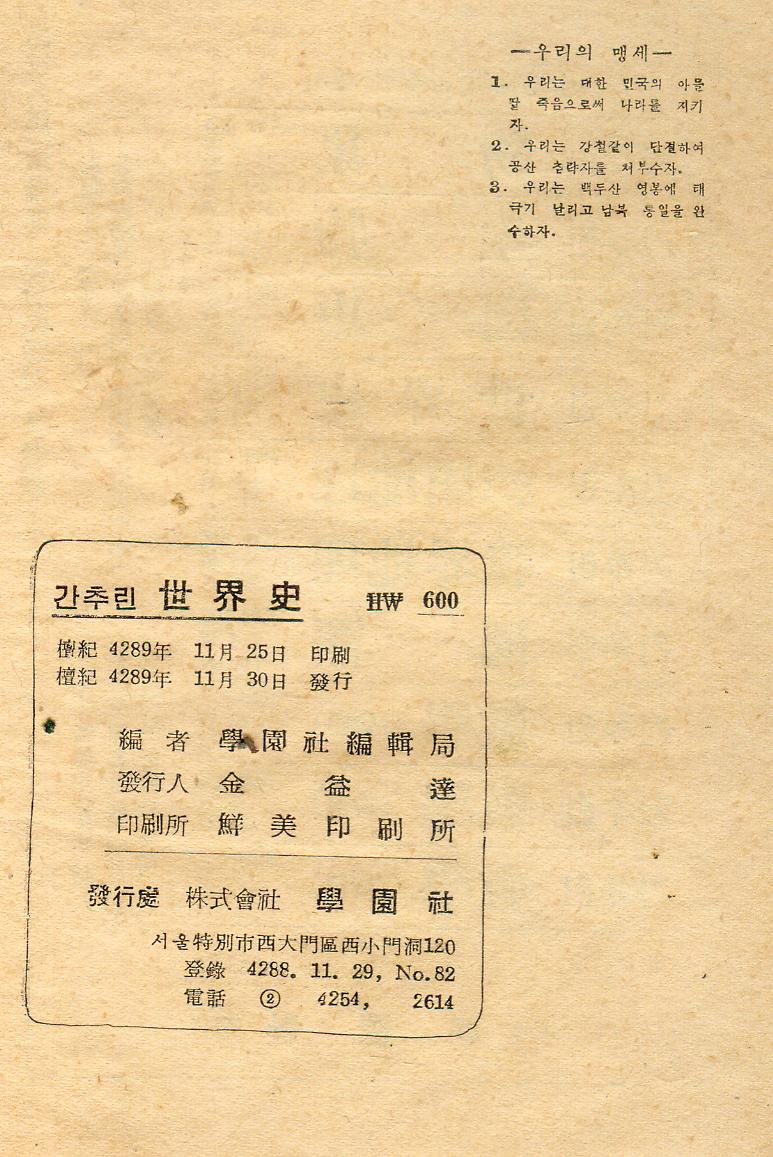 —우리의 맹세—
1. 우리는 대한 민국의 아들
딸 죽음으로써 나라를 지키
자.
2. 우리는 강철같이 단결하여
공산 침략자를 쳐부수자.
3. 우리는 백두산 영봉에 태
극기 날리고 남북 통일을 완
수하자.
간추린 世界史 HW 600
檀紀 4289年 11月 25日 印刷
檀紀 4289年 11月 30日 發行
編者 學園社編輯局
發行人 金益達
印刷所 鮮美印刷所
發行處 株式會社 學園社
서울特別市西大門區西小門洞120
登錄 4288. 11. 29, No.82
電話 ② 4254, 2614